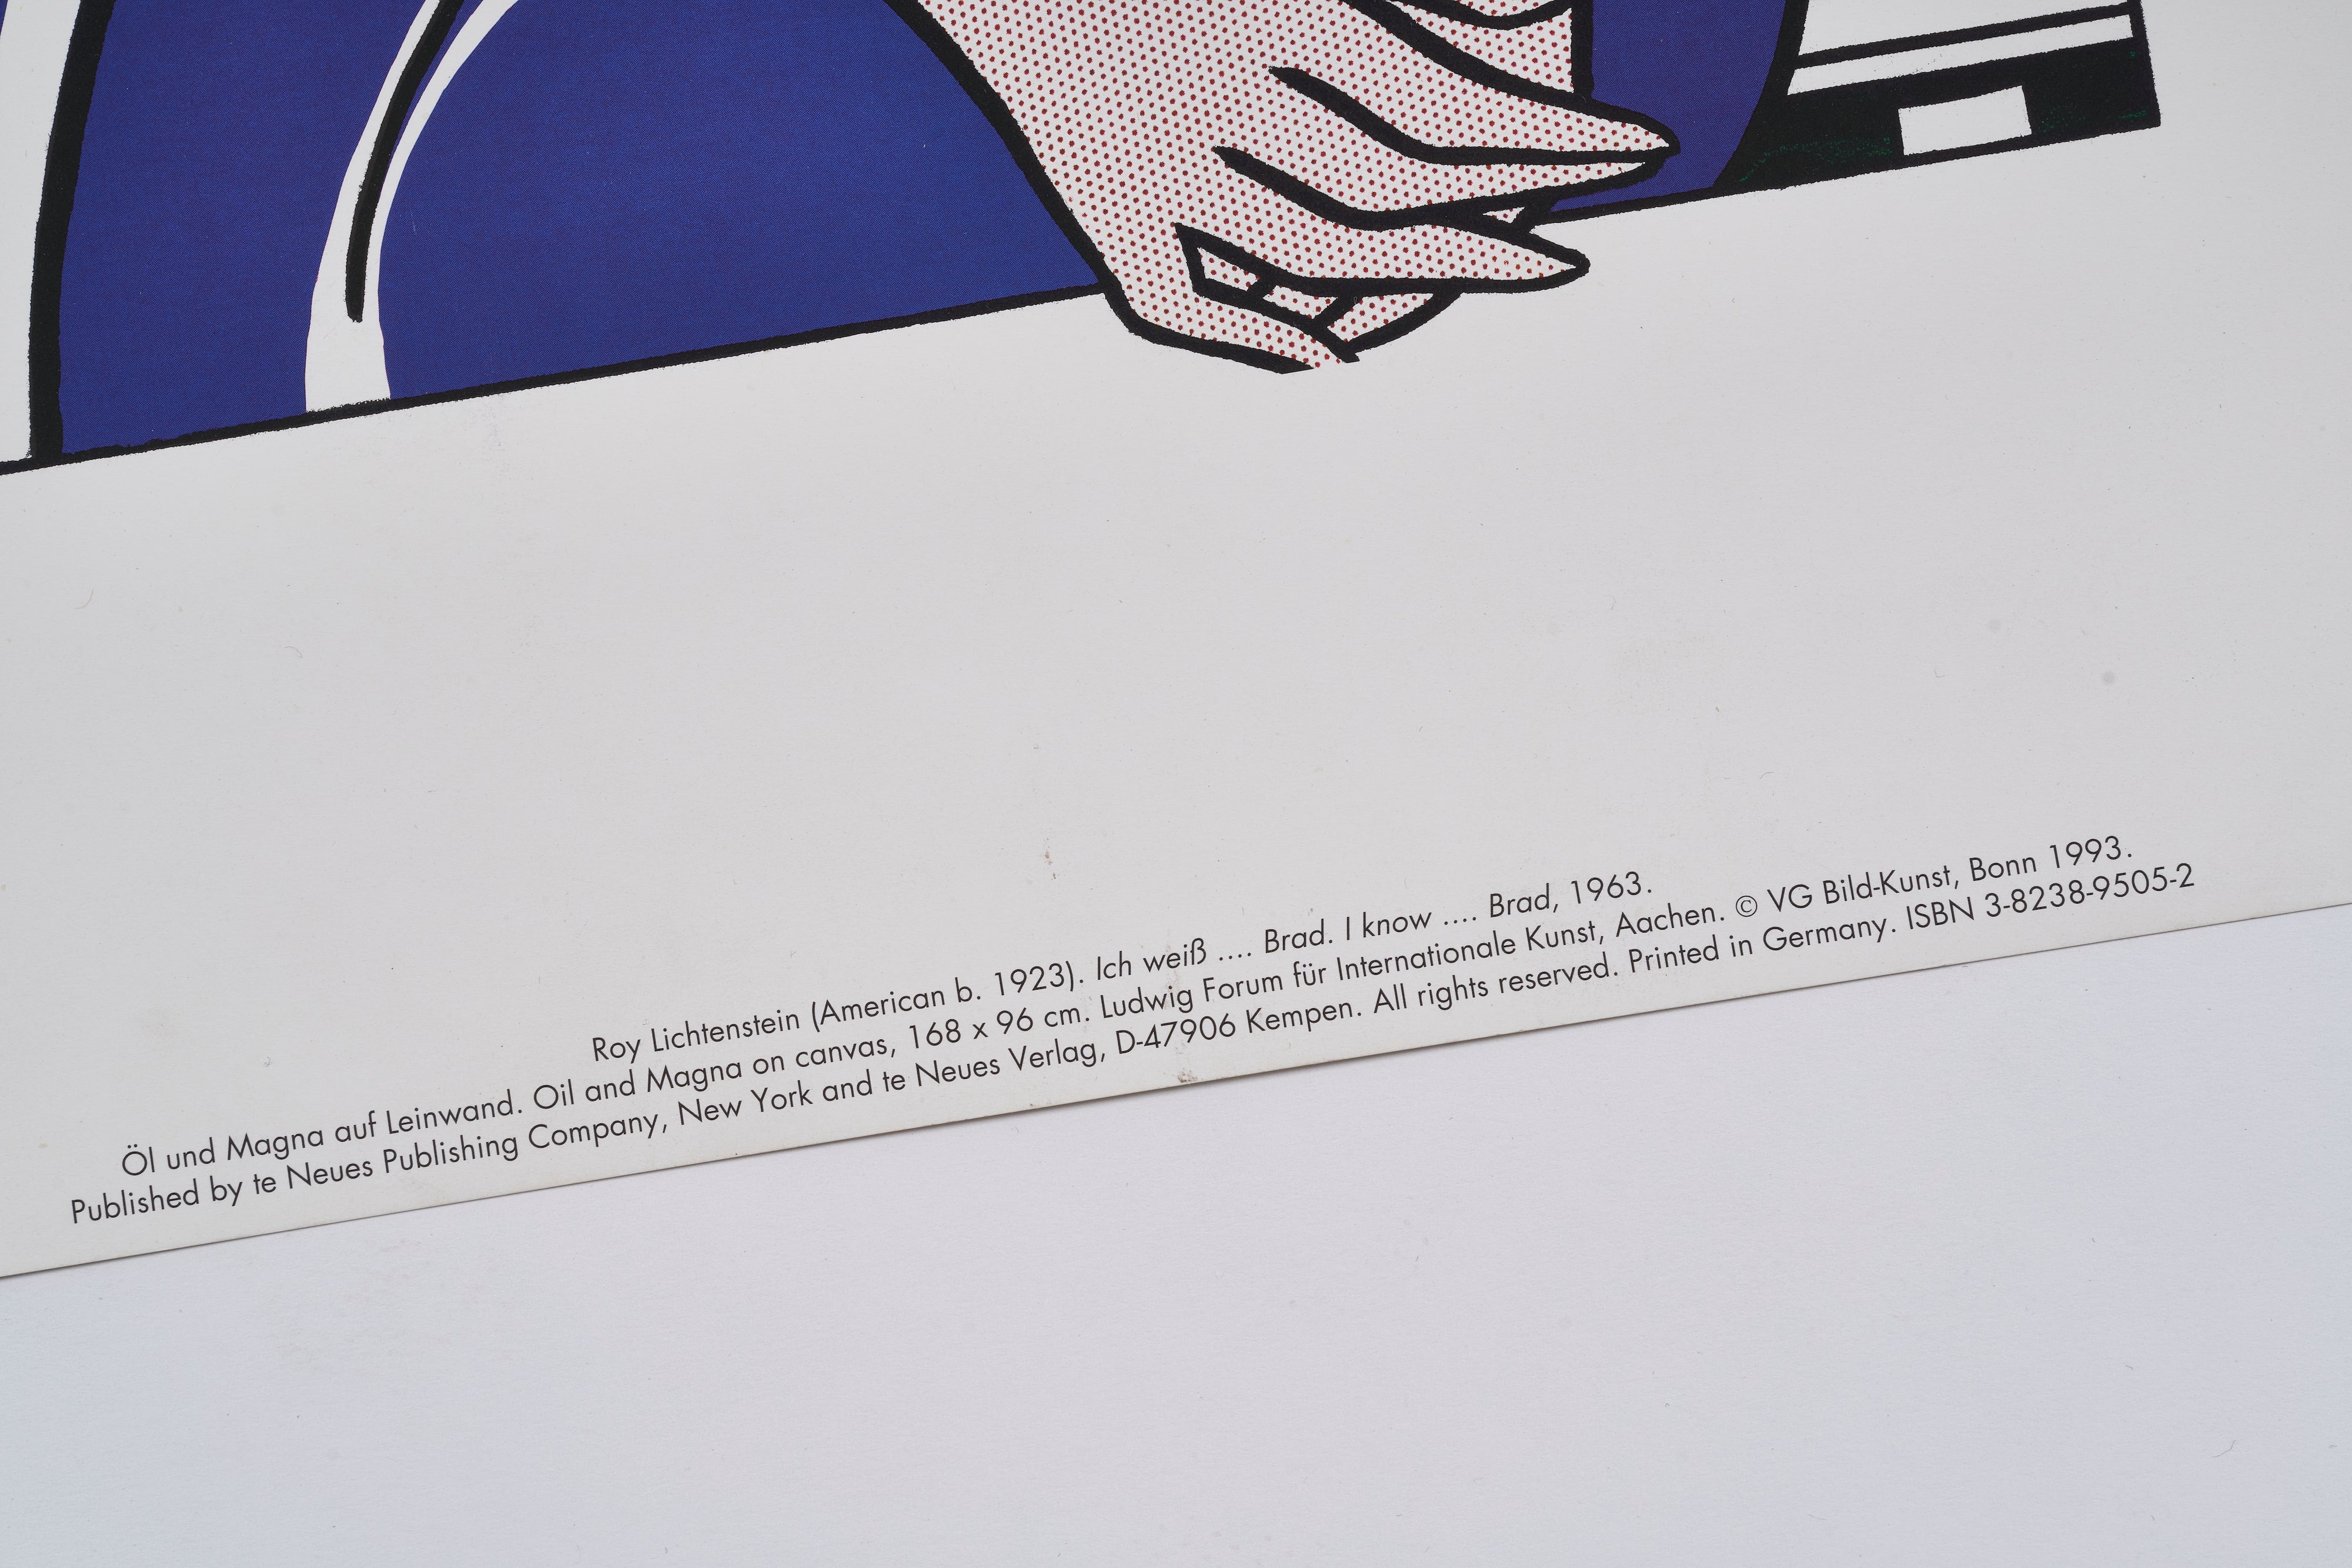 Roy Lichtenstein (American b. 1923). Ich weiß .... Brad. I know .... Brad, 1963.
Öl und Magna auf Leinwand. Oil and Magna on canvas, 168 x 96 cm. Ludwig Forum für Internationale Kunst, Aachen. © VG Bild-Kunst, Bonn 1993.
Published by te Neues Publishing Company, New York and te Neues Verlag, D-47906 Kempen. All rights reserved. Printed in Germany. ISBN 3-8238-9505-2